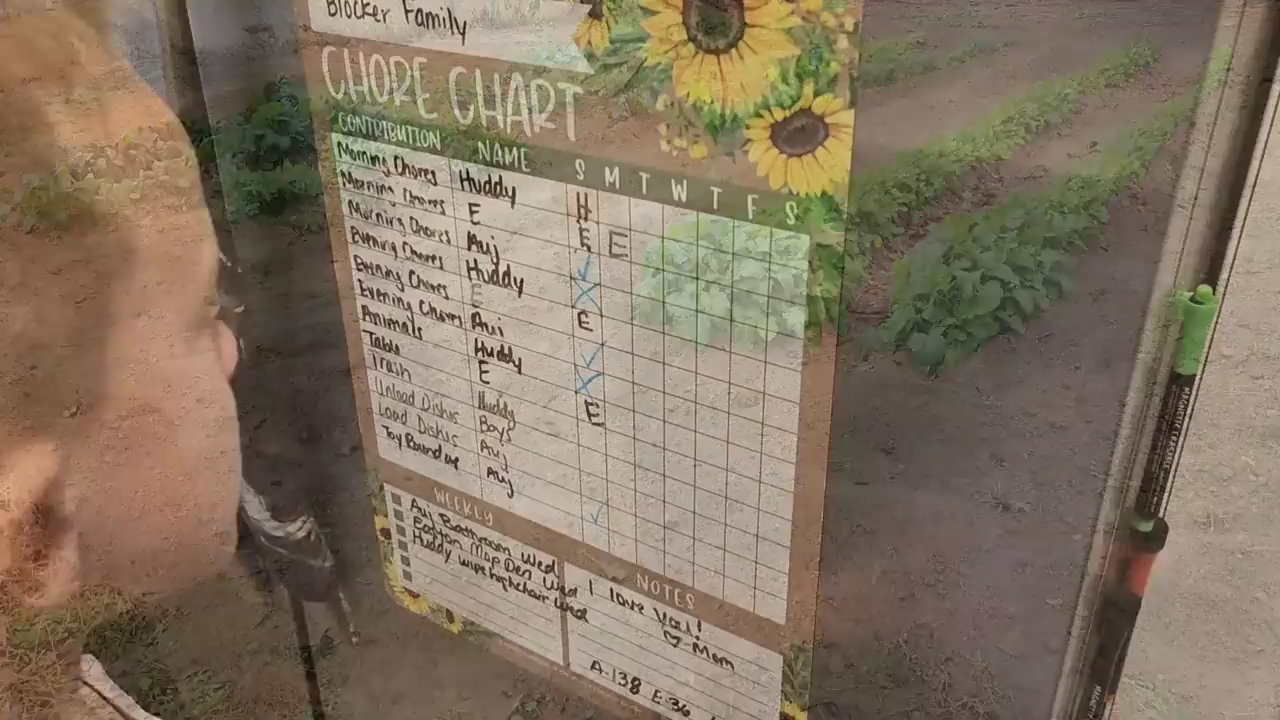 Blocker Family
CHORE CHART
CONTRIBUTION NAME S M T W T F S
Morning Chores Huddy H
Morning Chores E E E
Morning Chores Auj ✓
Evening Chores Huddy X
Evening Chores E E
Evening Chores Auj ✓
Animals Huddy X
Table E E
Trash Huddy
Unload Dishes Boys
Load Dishes Auj
Toy Roundup Auj ✓
WEEKLY
Auj Bathroom Wed
Easton Mop Den Wed
Huddy wipe highchair Wed
NOTES
I love you!
♡ Mom
A-138 E-36